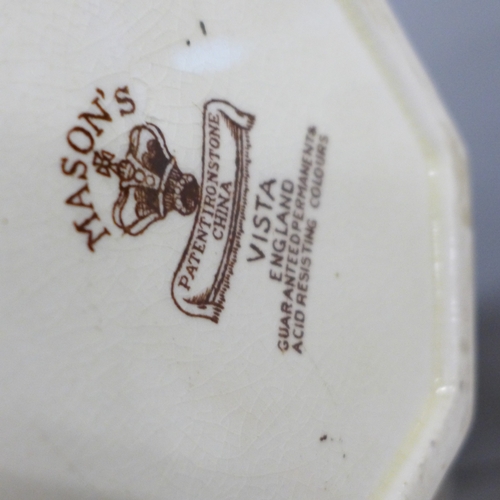 MASON'S
PATENT IRONSTONE
CHINA
VISTA
ENGLAND
GUARANTEED PERMANENT &
ACID RESISTING COLOURS